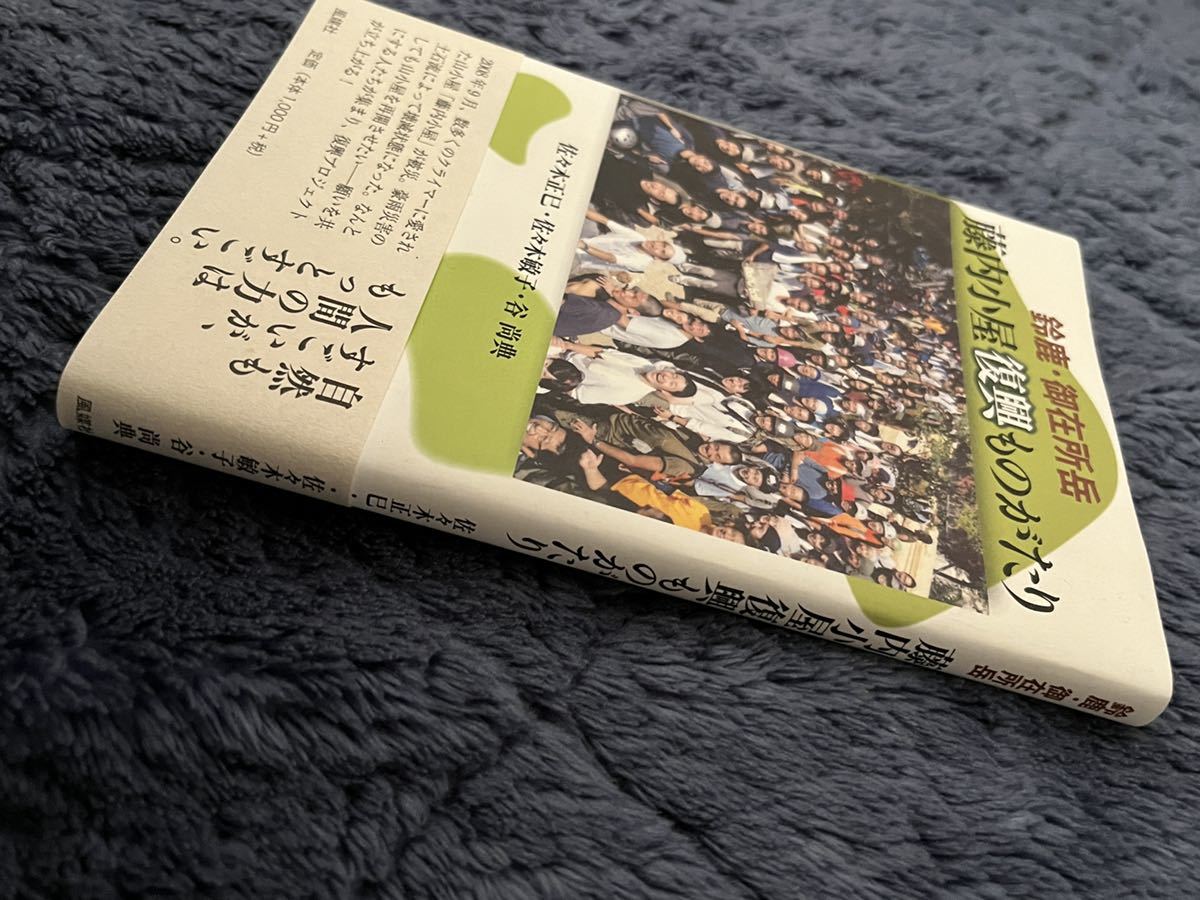 鈴鹿・御在所岳
藤内小屋復興ものがたり
佐々木正巳・佐々木敏子・谷 尚典
2008年9月、数多くのクライマーに愛され
た山小屋「藤内小屋」が被災。豪雨災害の
土石流によって壊滅状態になった。なんと
しても山小屋を再開させたい――願いを共
にする人たちが集まり、復興プロジェクト
が立ち上がる！
自然も
すごいが、
人間の力は
もっとすごい。
風媒社 定価（本体1,000円＋税）
鈴鹿・御在所岳 藤内小屋復興ものがたり 佐々木正巳・佐々木敏子・谷 尚典 風媒社